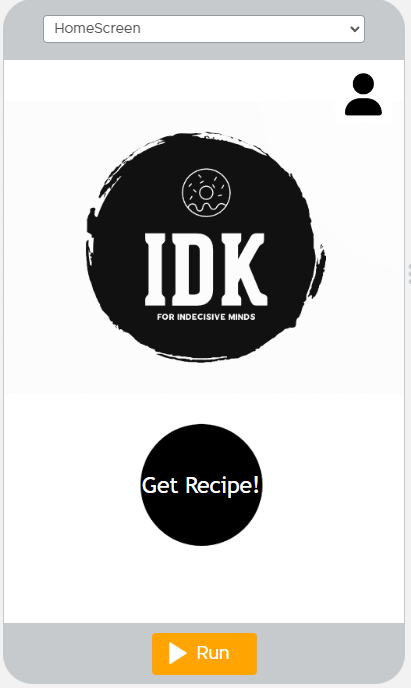 HomeScreen
IDK
FOR INDECISIVE MINDS
Get Recipe!
Run